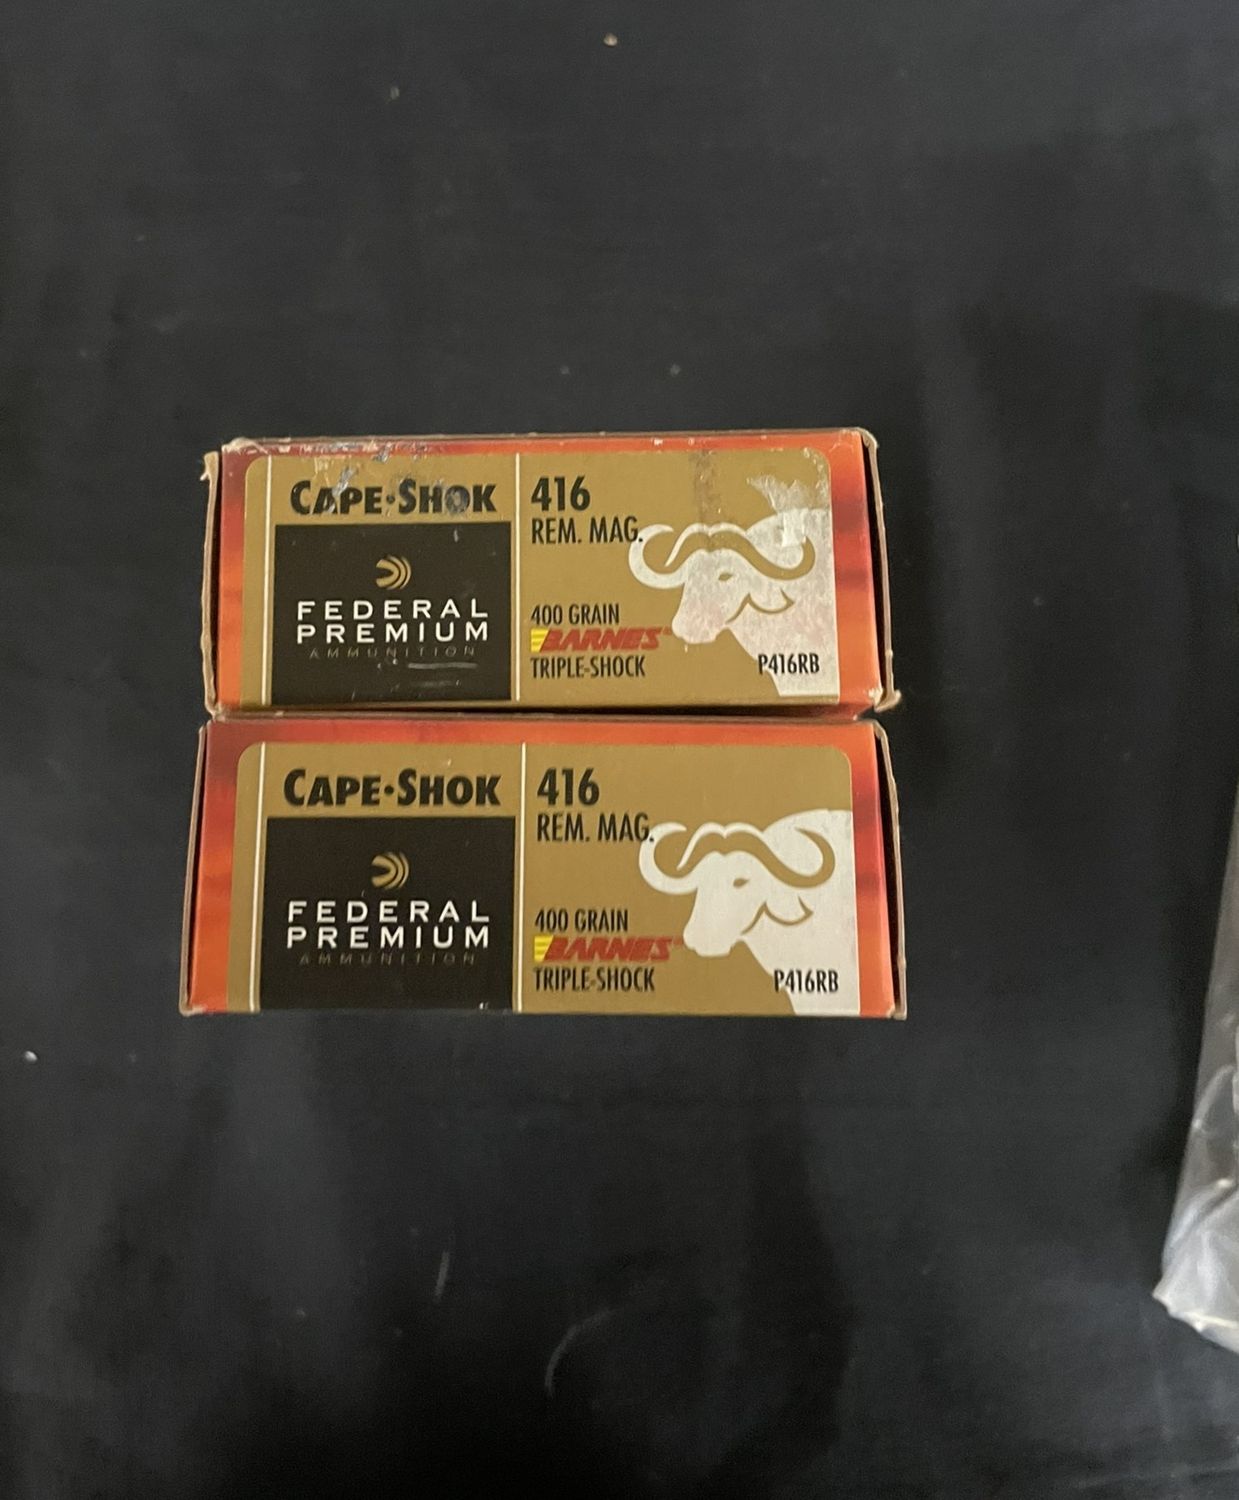 CAPE•SHOK
FEDERAL
PREMIUM
AMMUNITION
416
REM. MAG.
400 GRAIN
BARNES
TRIPLE-SHOCK
P416RB
CAPE•SHOK
FEDERAL
PREMIUM
AMMUNITION
416
REM. MAG.
400 GRAIN
BARNES
TRIPLE-SHOCK
P416RB